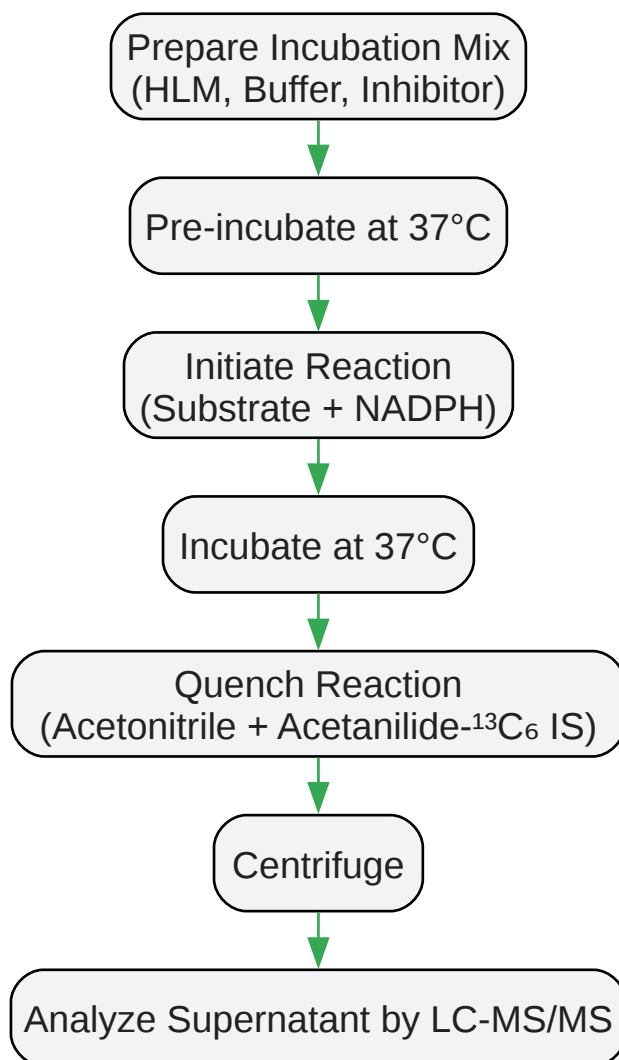 Prepare Incubation Mix
(HLM, Buffer, Inhibitor)
Pre-incubate at 37°C
Initiate Reaction
(Substrate + NADPH)
Incubate at 37°C
Quench Reaction
(Acetonitrile + Acetanilide-¹³C₆ IS)
Centrifuge
Analyze Supernatant by LC-MS/MS